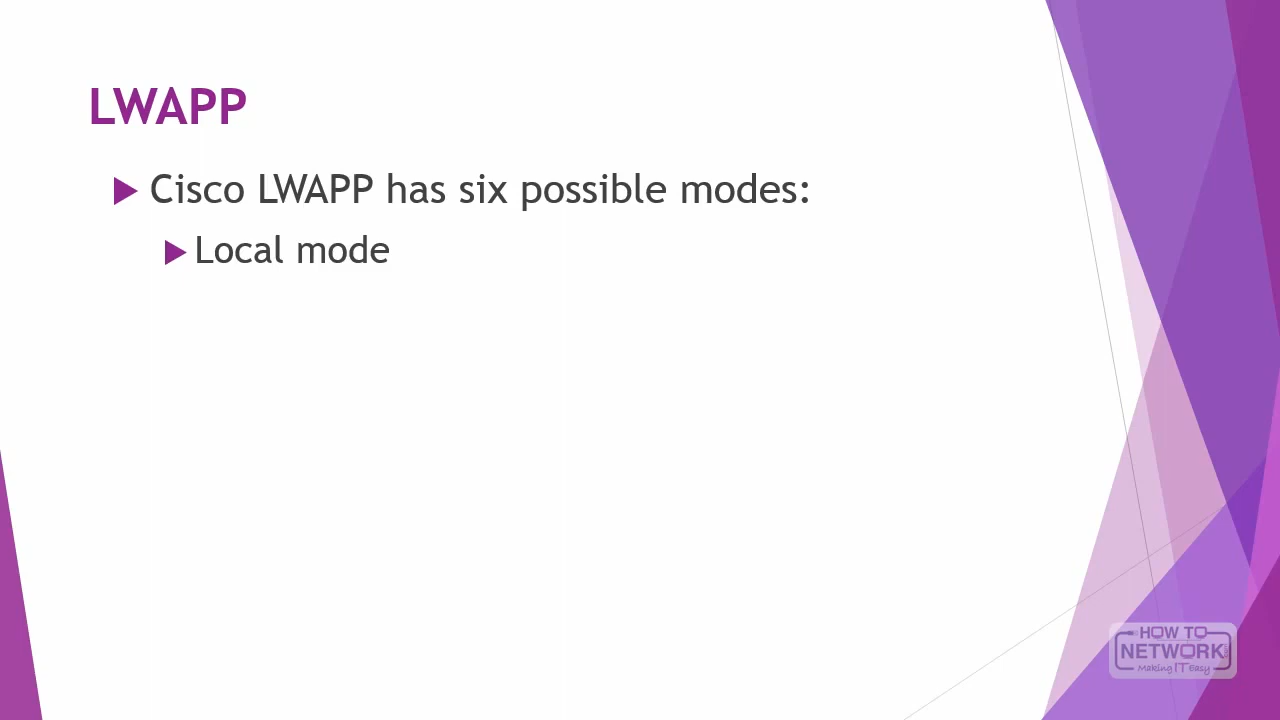 LWAPP
Cisco LWAPP has six possible modes:
Local mode
HOW TO
NETWORK
Making IT Easy